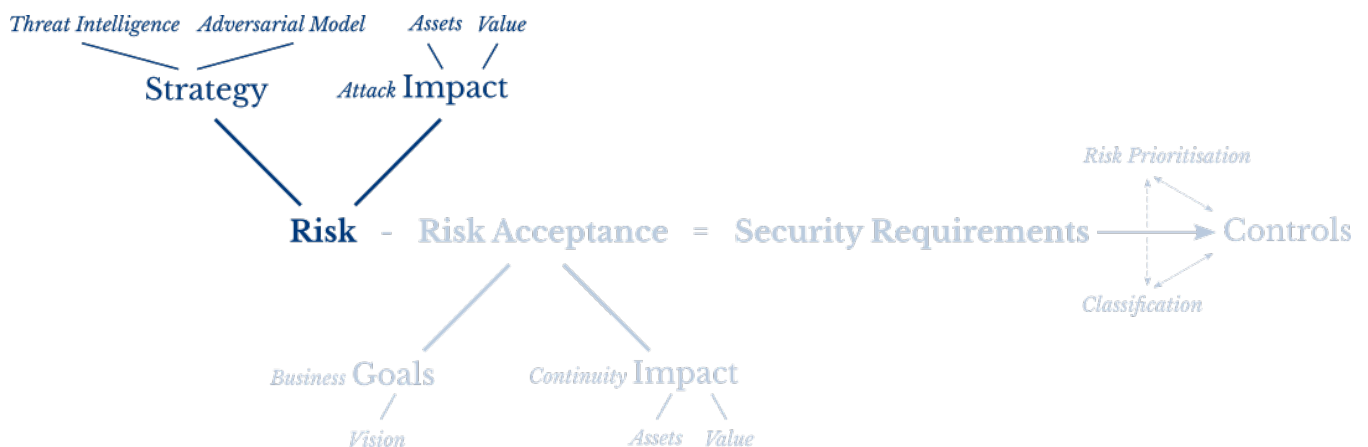 Threat Intelligence Adversarial Model Assets Value
Strategy Attack Impact
Risk Prioritisation
Risk - Risk Acceptance = Security Requirements Controls
Classification
Business Goals Continuity Impact
Vision Assets Value